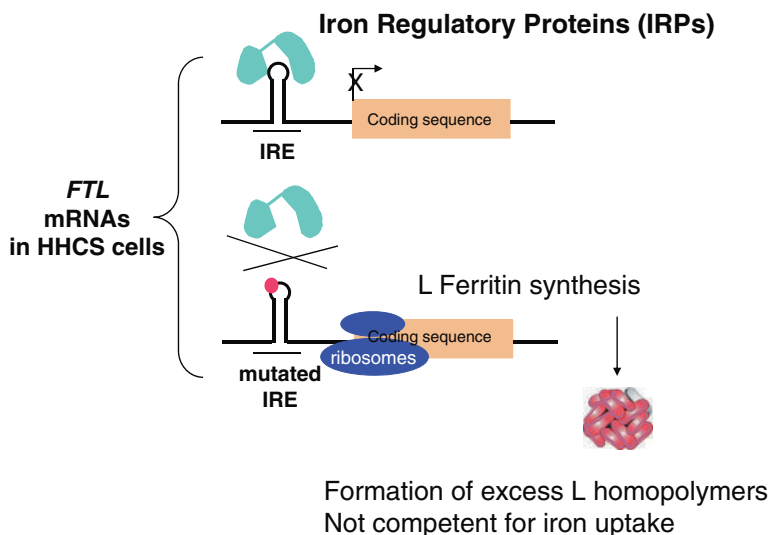 Iron Regulatory Proteins (IRPs)
X
Coding sequence
IRE
FTL
mRNAs
in HHCS cells
L Ferritin synthesis
Coding sequence
ribosomes
mutated
IRE
Formation of excess L homopolymers
Not competent for iron uptake